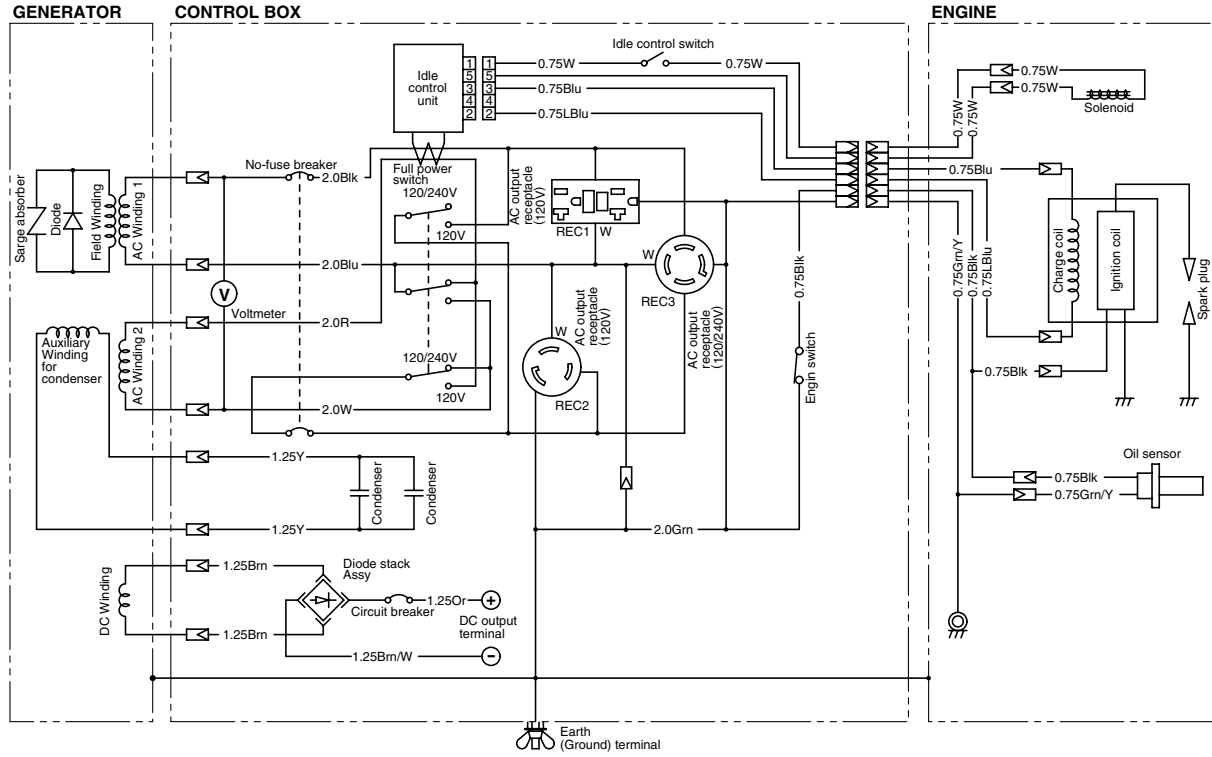 GENERATOR
CONTROL BOX
ENGINE
Idle control switch
Idle
control
unit
1
5
3
4
2
1
5
3
4
2
0.75W
0.75W
0.75Blu
0.75LBlu
0.75W
0.75W
Solenoid
0.75W
0.75W
0.75Blu
No-fuse breaker
2.0Blk
Full power
switch
120/240V
120V
AC output
receptacle
(120V)
REC1
W
Sarge absorber
Diode
Field Winding
AC Winding 1
2.0Blu
W
REC3
V
Voltmeter
2.0R
AC output
receptacle
(120V)
W
REC2
AC output
receptacle
(120/240V)
0.75Blk
Engin switch
0.75Grn/Y
0.75Blk
0.75LBlu
Charge coil
Ignition coil
Spark plug
0.75Blk
Auxiliary
Winding
for
condenser
AC Winding 2
120/240V
120V
2.0W
1.25Y
Condenser
Condenser
1.25Y
2.0Grn
Oil sensor
0.75Blk
0.75Grn/Y
DC Winding
1.25Brn
1.25Brn
Diode stack
Assy
Circuit breaker
1.25Or
+
DC output
terminal
1.25Brn/W
−
Earth
(Ground) terminal